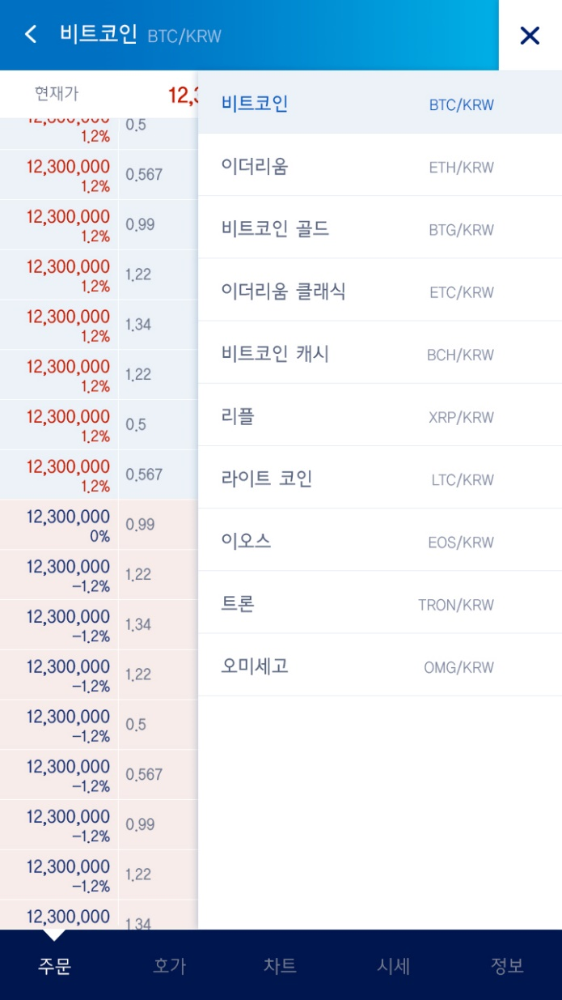 비트코인 BTC/KRW
현재가 12,3
12,300,000
1.2% 0.5
12,300,000
1.2% 0.567
12,300,000
1.2% 0.99
12,300,000
1.2% 1.22
12,300,000
1.2% 1.34
12,300,000
1.2% 1.22
12,300,000
1.2% 0.5
12,300,000
1.2% 0.567
12,300,000
0% 0.99
12,300,000
-1.2% 1.22
12,300,000
-1.2% 1.34
12,300,000
-1.2% 1.22
12,300,000
-1.2% 0.5
12,300,000
-1.2% 0.567
12,300,000
-1.2% 0.99
12,300,000
-1.2% 1.22
12,300,000 1.34
비트코인 BTC/KRW
이더리움 ETH/KRW
비트코인 골드 BTG/KRW
이더리움 클래식 ETC/KRW
비트코인 캐시 BCH/KRW
리플 XRP/KRW
라이트 코인 LTC/KRW
이오스 EOS/KRW
트론 TRON/KRW
오미세고 OMG/KRW
주문 호가 차트 시세 정보